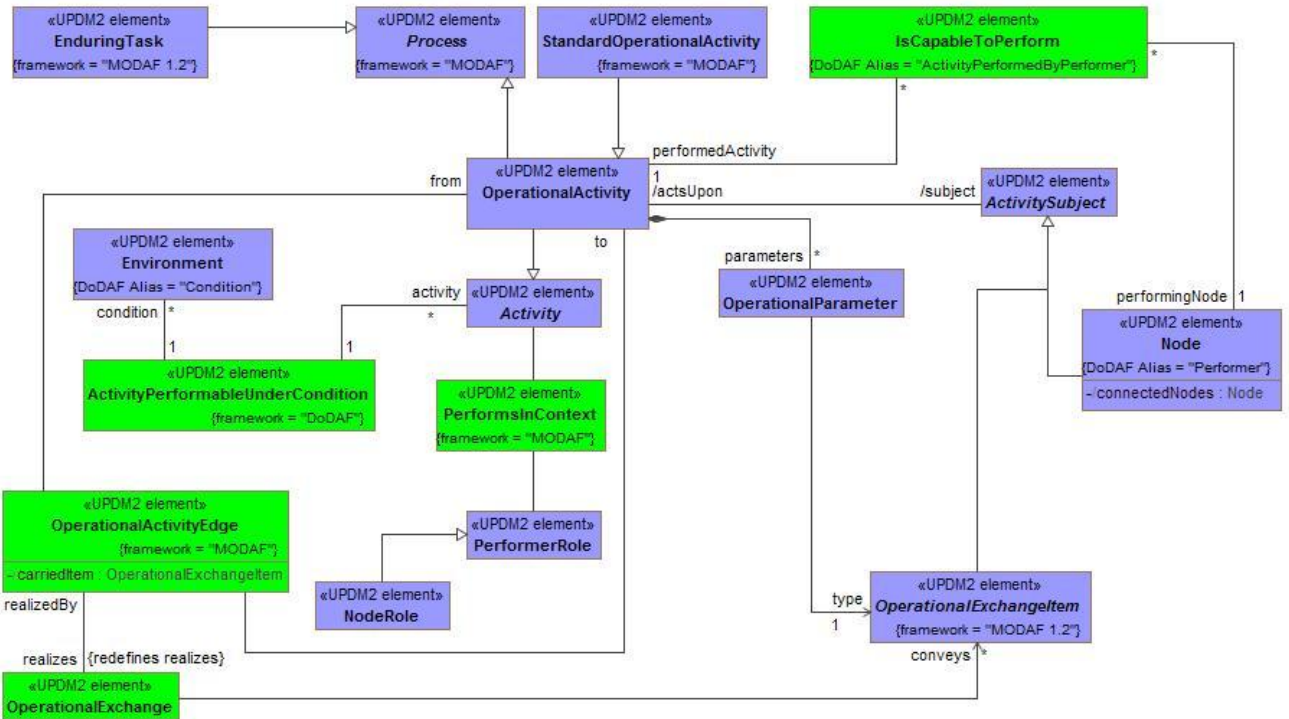 «UPDM2 element»
EnduringTask
{framework = "MODAF 1.2"}
«UPDM2 element»
Process
{framework = "MODAF"}
«UPDM2 element»
StandardOperationalActivity
{framework = "MODAF"}
«UPDM2 element»
IsCapableToPerform
{DoDAF Alias = "ActivityPerformedByPerformer"}
*
*
performedActivity
1
from
«UPDM2 element»
OperationalActivity
/actsUpon
/subject
«UPDM2 element»
ActivitySubject
to
«UPDM2 element»
Environment
{DoDAF Alias = "Condition"}
condition
*
1
activity
*
1
«UPDM2 element»
Activity
parameters
*
«UPDM2 element»
OperationalParameter
performingNode
1
«UPDM2 element»
Node
{DoDAF Alias = "Performer"}
-/connectedNodes : Node
«UPDM2 element»
ActivityPerformableUnderCondition
{framework = "DoDAF"}
«UPDM2 element»
PerformsInContext
{framework = "MODAF"}
«UPDM2 element»
OperationalActivityEdge
{framework = "MODAF"}
-/carriedItem : OperationalExchangeItem
«UPDM2 element»
PerformerRole
«UPDM2 element»
NodeRole
type
1
«UPDM2 element»
OperationalExchangeItem
{framework = "MODAF 1.2"}
realizedBy
realizes
{redefines realizes}
conveys
*
«UPDM2 element»
OperationalExchange